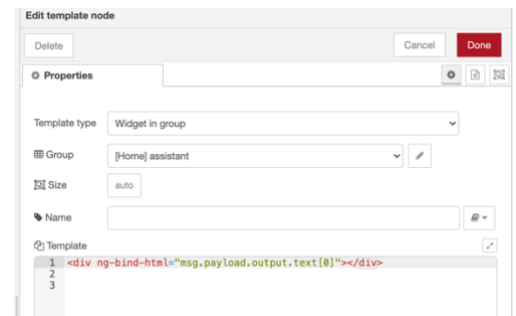 Edit template node
Delete
Cancel
Done
Properties
Template type
Widget in group
Group
[Home] assistant
Size
auto
Name
Template
1 <div ng-bind-html="msg.payload.output.text[0]"></div>
2
3